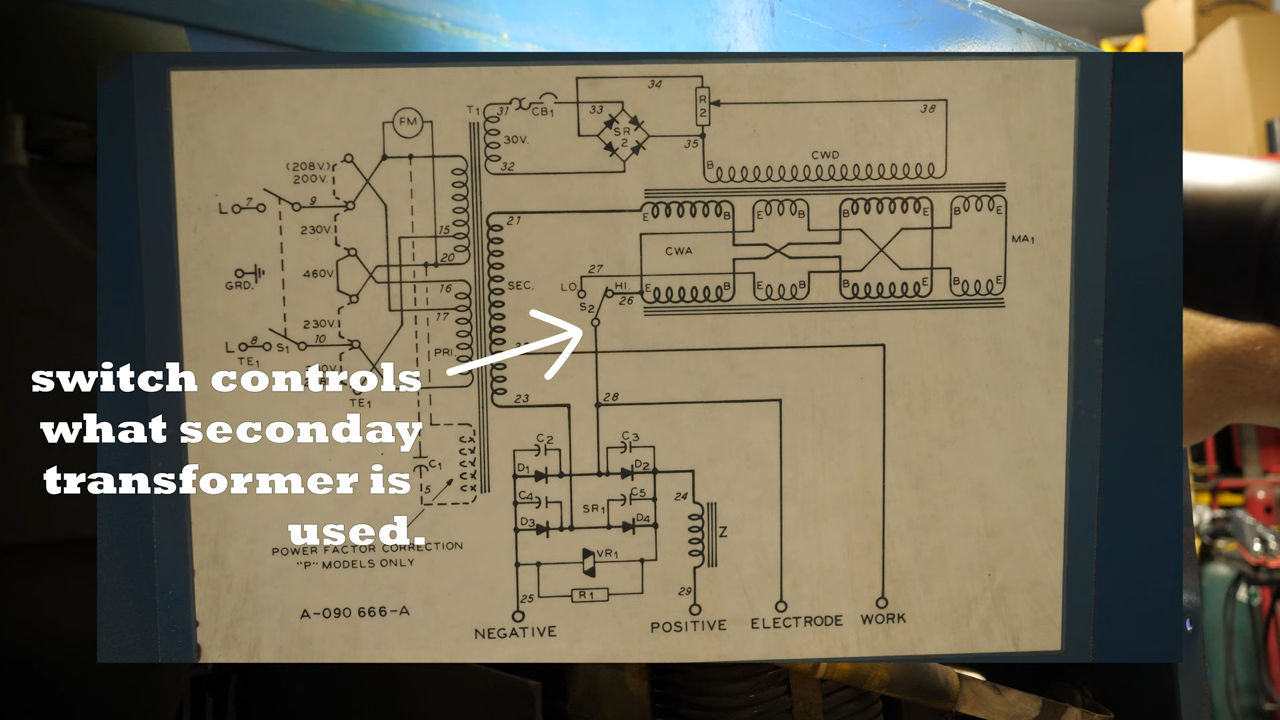 34
T1
31
CB1
33
R
2
38
FM
SR
2
30V.
35
32
B
CWD
(208V.)
200V.
L
7
9
21
E
B
E
B
B
E
B
E
230V.
15
20
CWA
MA1
GRD.
460V.
16
SEC.
27
LO
HI
26
S2
E
B
E
B
B
E
B
E
17
230V.
L
8
S1
10
TE1
PRI.
switch controls
what seconday
transformer is
used.
TE1
23
28
C2
C3
D1
D2
C1
C4
C5
24
5
SR1
D3
D4
Z
POWER FACTOR CORRECTION
"P" MODELS ONLY
VR1
R1
25
29
A-090 666-A
NEGATIVE
POSITIVE
ELECTRODE
WORK